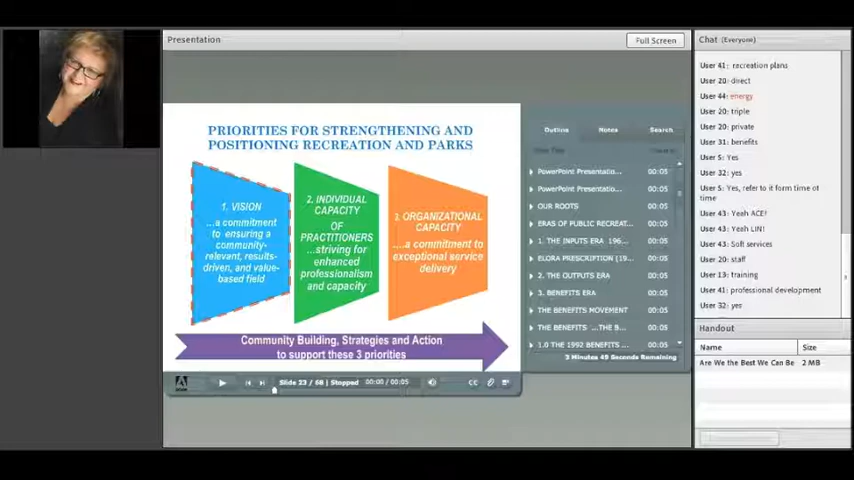 Presentation
Full Screen
PRIORITIES FOR STRENGTHENING AND
POSITIONING RECREATION AND PARKS
1. VISION
...a commitment
to ensuring a
community-
relevant, results-
driven, and value-
based field
2. INDIVIDUAL
CAPACITY
OF
PRACTITIONERS
...striving for
enhanced
professionalism
and capacity
3. ORGANIZATIONAL
CAPACITY
....a commitment to
exceptional service
delivery
Community Building, Strategies and Action
to support these 3 priorities
Slide 23 / 68 | Stopped
00:00 / 00:05
CC
Outline Notes Search
PowerPoint Presentatio... 00:05
PowerPoint Presentatio... 00:05
OUR ROOTS 00:05
ERAS OF PUBLIC RECREAT... 00:05
1. THE INPUTS ERA 196... 00:05
ELORA PRESCRIPTION (19... 00:05
2. THE OUTPUTS ERA 00:05
3. BENEFITS ERA 00:05
THE BENEFITS MOVEMENT 00:05
THE BENEFITS ...THE B... 00:05
1.0 THE 1992 BENEFITS ... 00:05
3 Minutes 49 Seconds Remaining
Chat (Everyone)
User 41: recreation plans
User 20: direct
User 44: energy
User 20: triple
User 20: private
User 31: benefits
User 5: Yes
User 32: yes
User 5: Yes, refer to it form time of
time
User 43: Yeah ACE!
User 43: Yeah LIN!
User 43: Soft services
User 20: staff
User 13: training
User 41: professional development
User 32: yes
Handout
Name Size
Are We the Best We Can Be 2 MB